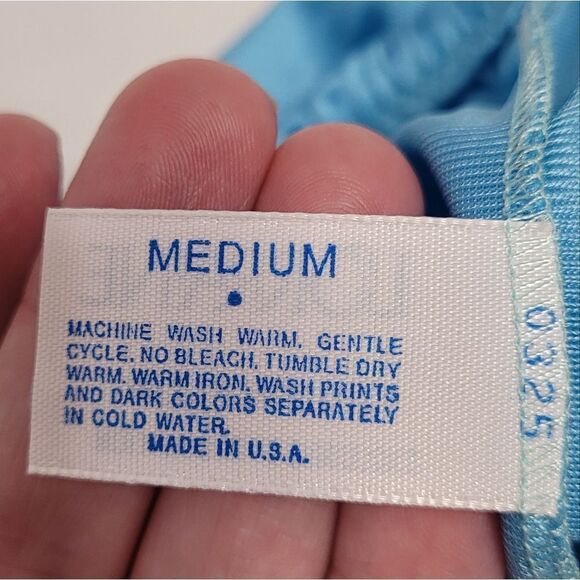 MEDIUM
•
MACHINE WASH WARM, GENTLE
CYCLE. NO BLEACH. TUMBLE DRY
WARM. WARM IRON. WASH PRINTS
AND DARK COLORS SEPARATELY
IN COLD WATER.
MADE IN U.S.A.
0325